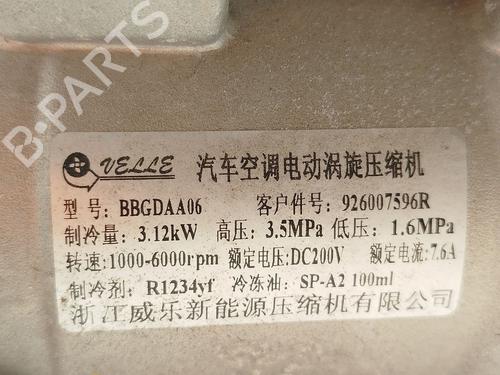 B-PARTS
VELLE 汽车空调电动涡旋压缩机
型号: BBGDAA06 客户件号: 926007596R
制冷量: 3.12kW 高压: 3.5MPa 低压: 1.6MPa
转速:1000-6000rpm 额定电压:DC200V 额定电流:7.6A
制冷剂: R1234yf 冷冻油: SP-A2 100ml
浙江威乐新能源压缩机有限公司